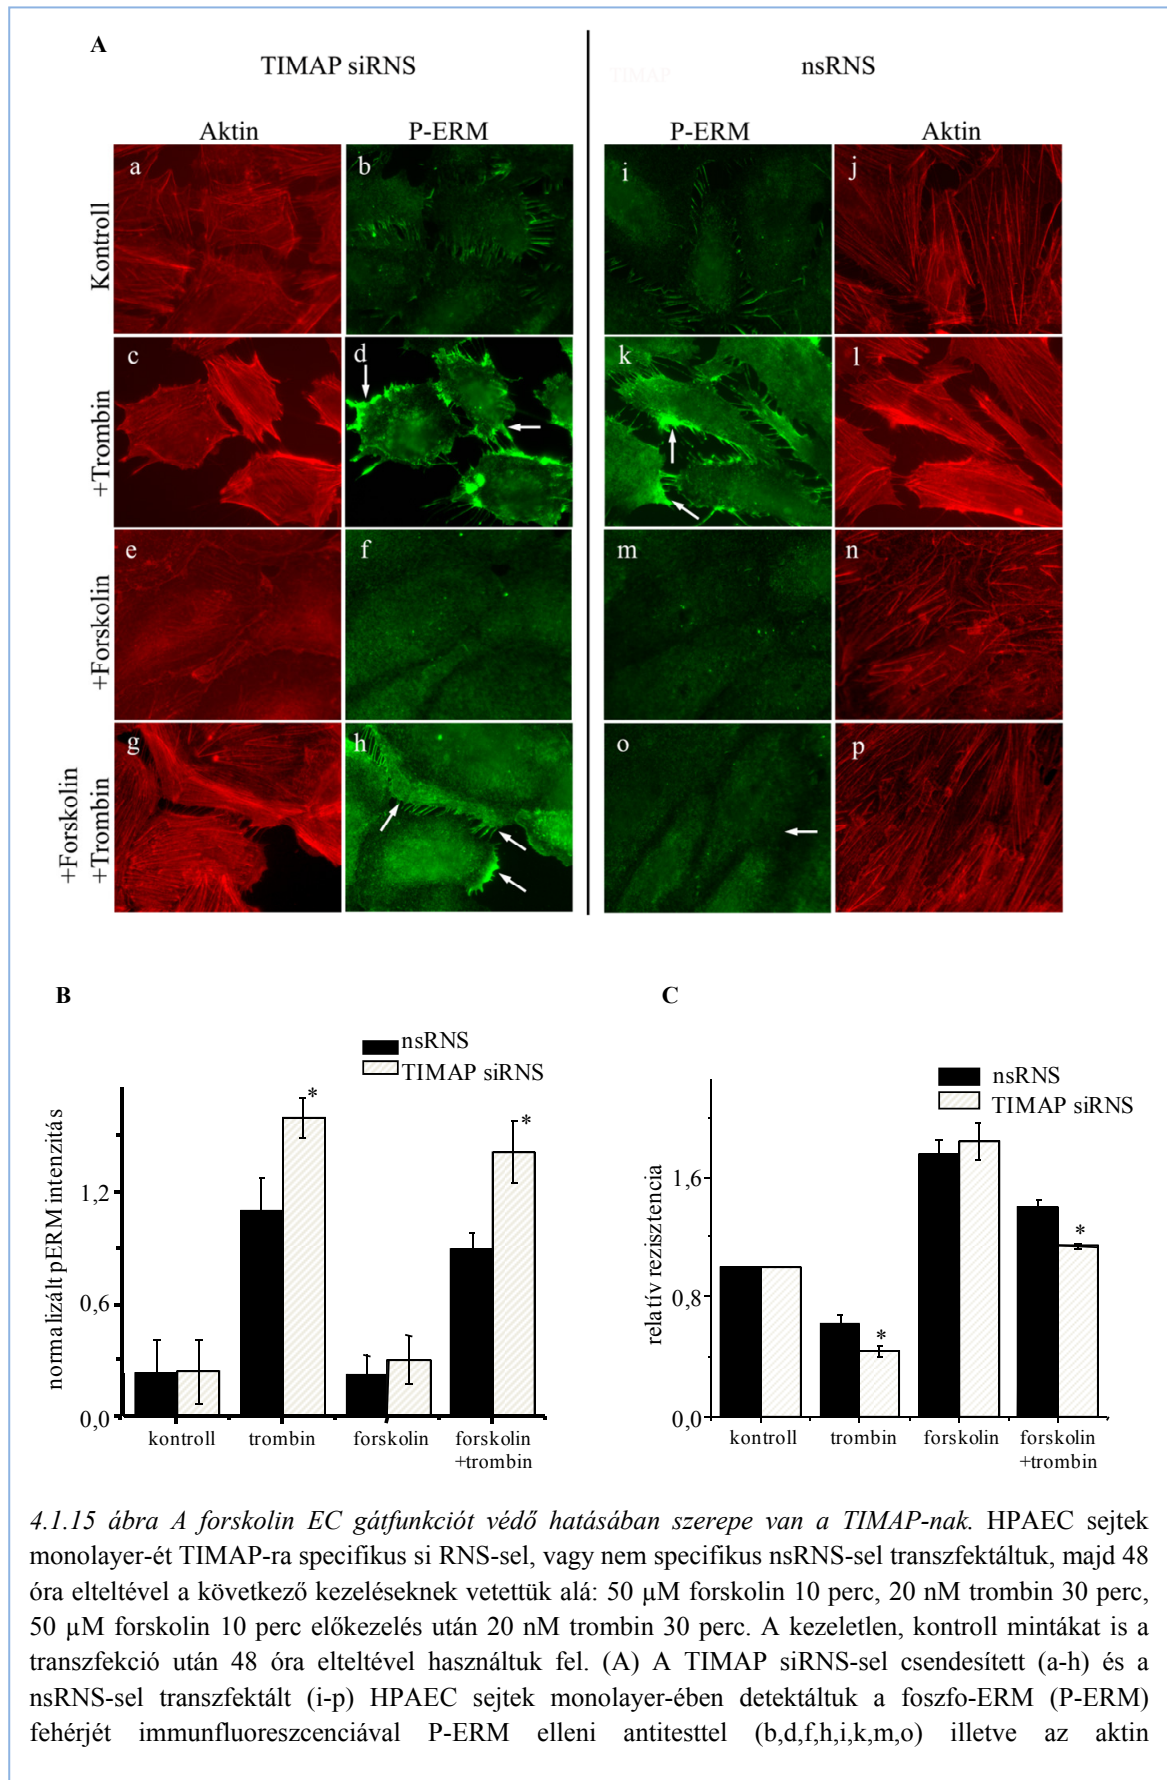 A
TIMAP siRNS
nsRNS
TIMAP
Aktin
P-ERM
P-ERM
Aktin
Kontroll
a
b
i
j
+Trombin
c
d
k
l
+Forskolin
e
f
m
n
+Forskolin
+Trombin
g
h
o
p
B
nsRNS
TIMAP siRNS
normalizált pERM intenzitás
1,2
0,6
0,0
*
*
kontroll
trombin
forskolin
forskolin
+trombin
C
nsRNS
TIMAP siRNS
relatív rezisztencia
1,6
0,8
0,0
*
*
kontroll
trombin
forskolin
forskolin
+trombin
4.1.15 ábra A forskolin EC gátfunkciót védő hatásában szerepe van a TIMAP-nak. HPAEC sejtek
monolayer-ét TIMAP-ra specifikus si RNS-sel, vagy nem specifikus nsRNS-sel transzfektáltuk, majd 48
óra elteltével a következő kezeléseknek vetettük alá: 50 µM forskolin 10 perc, 20 nM trombin 30 perc,
50 µM forskolin 10 perc előkezelés után 20 nM trombin 30 perc. A kezeletlen, kontroll mintákat is a
transzfekció után 48 óra elteltével használtuk fel. (A) A TIMAP siRNS-sel csendesített (a-h) és a
nsRNS-sel transzfektált (i-p) HPAEC sejtek monolayer-ében detektáltuk a foszfo-ERM (P-ERM)
fehérjét immunfluoreszcenciával P-ERM elleni antitesttel (b,d,f,h,i,k,m,o) illetve az aktin